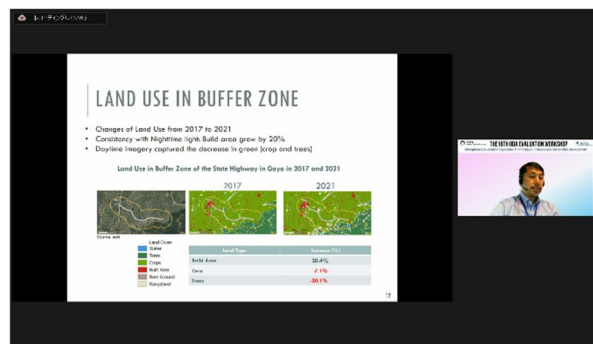 LAND USE IN BUFFER ZONE
• Changes of Land Use from 2017 to 2021
• Consistency with Nighttime light: Build area grew by 20%
• Daytime imagery captured the decrease in green (crop and trees)
Land Use in Buffer Zone of the State Highway in Gaya in 2017 and 2021
2017
2021
Land Cover
Water
Trees
Crops
Built Area
Bare Ground
Rangeland
Land Type
Increase (%)
Build Area
20.4%
Crop
-7.1%
Trees
-20.1%
15
THE 18TH ODA EVALUATION WORKSHOP